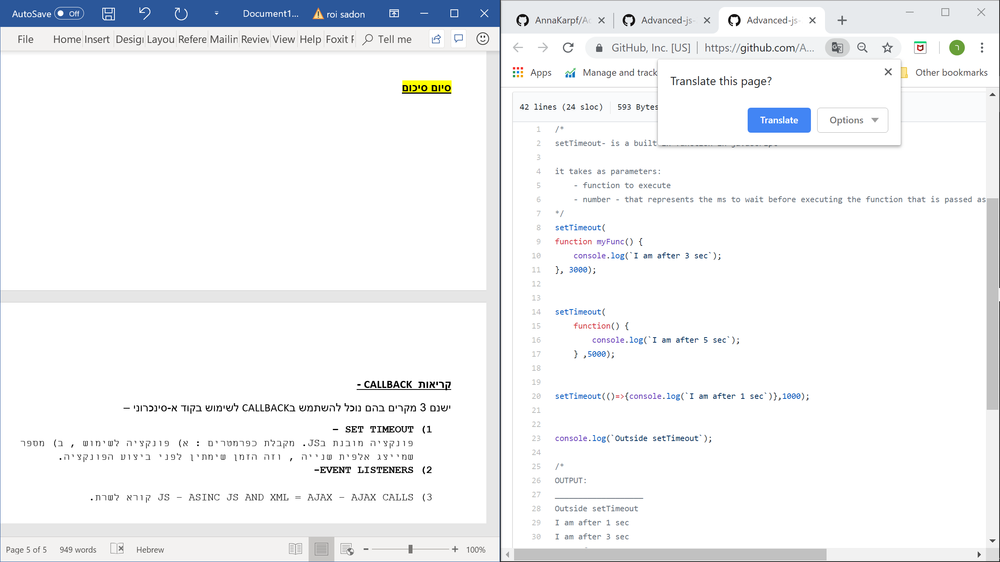 AutoSave Off Document1... roi sadon
File Home Insert Desig Layou Refere Mailin Review View Help Foxit Tell me
סיום סיכום
קריאות CALLBACK -
ישנם 3 מקרים בהם נוכל להשתמש בCALLBACK לשימוש בקוד א-סינכרוני –
1) SET TIMEOUT –
פונקציה מובנת בJS. מקבלת כפרמטרים : א) פונקציה לשימוש , ב) מספר
שמייצג אלפית שנייה , וזה הזמן שימתין לפני ביצוע הפונקציה.
2) EVENT LISTENERS-
3) AJAX CALLS – AJAX = ASINC JS AND XML – JS קורא לשרת.
Page 5 of 5 949 words Hebrew 100%
AnnaKarpf/Ad Advanced-js- Advanced-js-
GitHub, Inc. [US] https://github.com/A... ר
Apps Manage and track Other bookmarks
Translate this page?
Translate Options
42 lines (24 sloc) 593 Bytes
1 /*
2 setTimeout- is a built in function in javascript
3
4 it takes as parameters:
5 - function to execute
6 - number - that represents the ms to wait before executing the function that is passed as
7 */
8 setTimeout(
9 function myFunc() {
10 console.log(`I am after 3 sec`);
11 }, 3000);
12
13
14 setTimeout(
15 function() {
16 console.log(`I am after 5 sec`);
17 } ,5000);
18
19
20 setTimeout(()=>{console.log(`I am after 1 sec`)},1000);
21
22
23 console.log(`Outside setTimeout`);
24
25 /*
26 OUTPUT:
27 ___________________
28 Outside setTimeout
29 I am after 1 sec
30 I am after 3 sec